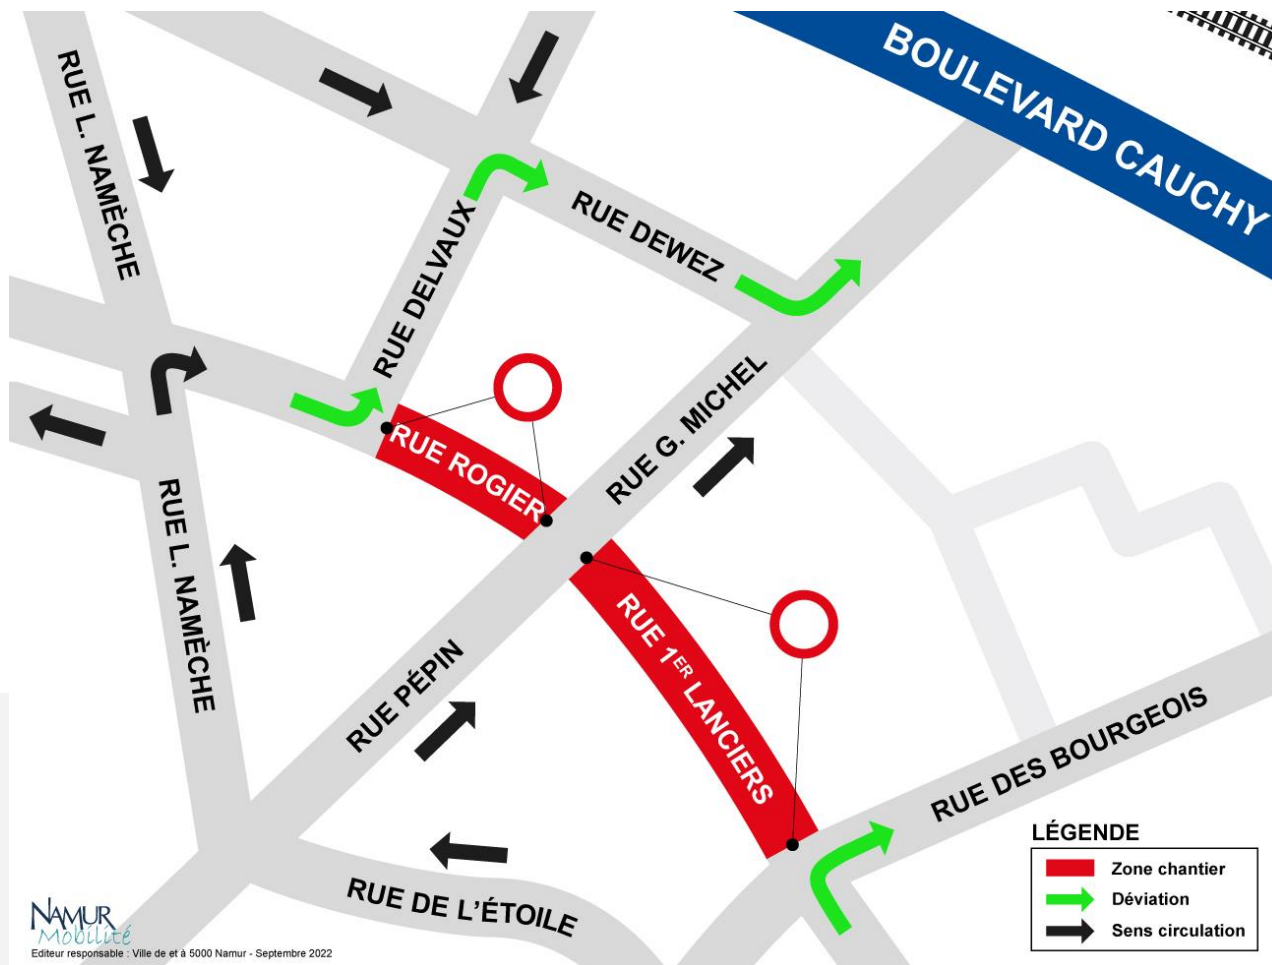 BOULEVARD CAUCHY
RUE L. NAMÈCHE
RUE DELVAUX
RUE DEWEZ
RUE ROGIER
RUE G. MICHEL
RUE L. NAMÈCHE
RUE PÉPIN
RUE 1ER LANCIERS
RUE DES BOURGEOIS
RUE DE L'ÉTOILE
LÉGENDE
Zone chantier
Déviation
Sens circulation
NAMUR
Mobilité
Editeur responsable : Ville de et à 5000 Namur - Septembre 2022